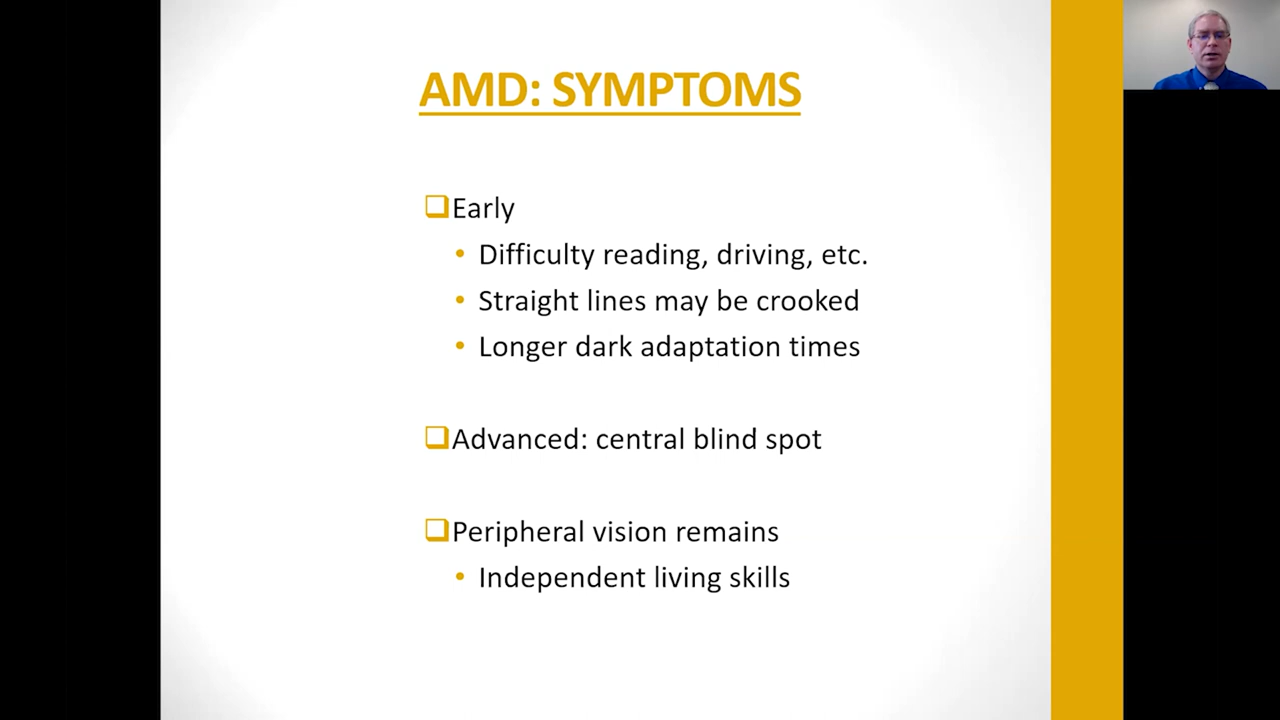 AMD: SYMPTOMS
Early
• Difficulty reading, driving, etc.
• Straight lines may be crooked
• Longer dark adaptation times
Advanced: central blind spot
Peripheral vision remains
• Independent living skills